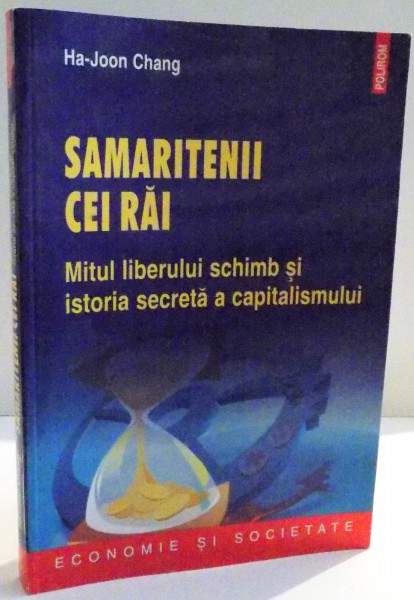 Ha-Joon Chang
POLIROM
SAMARITENII
CEI RĂI
Mitul liberului schimb și
istoria secretă a capitalismului
ECONOMIE ȘI SOCIETATE